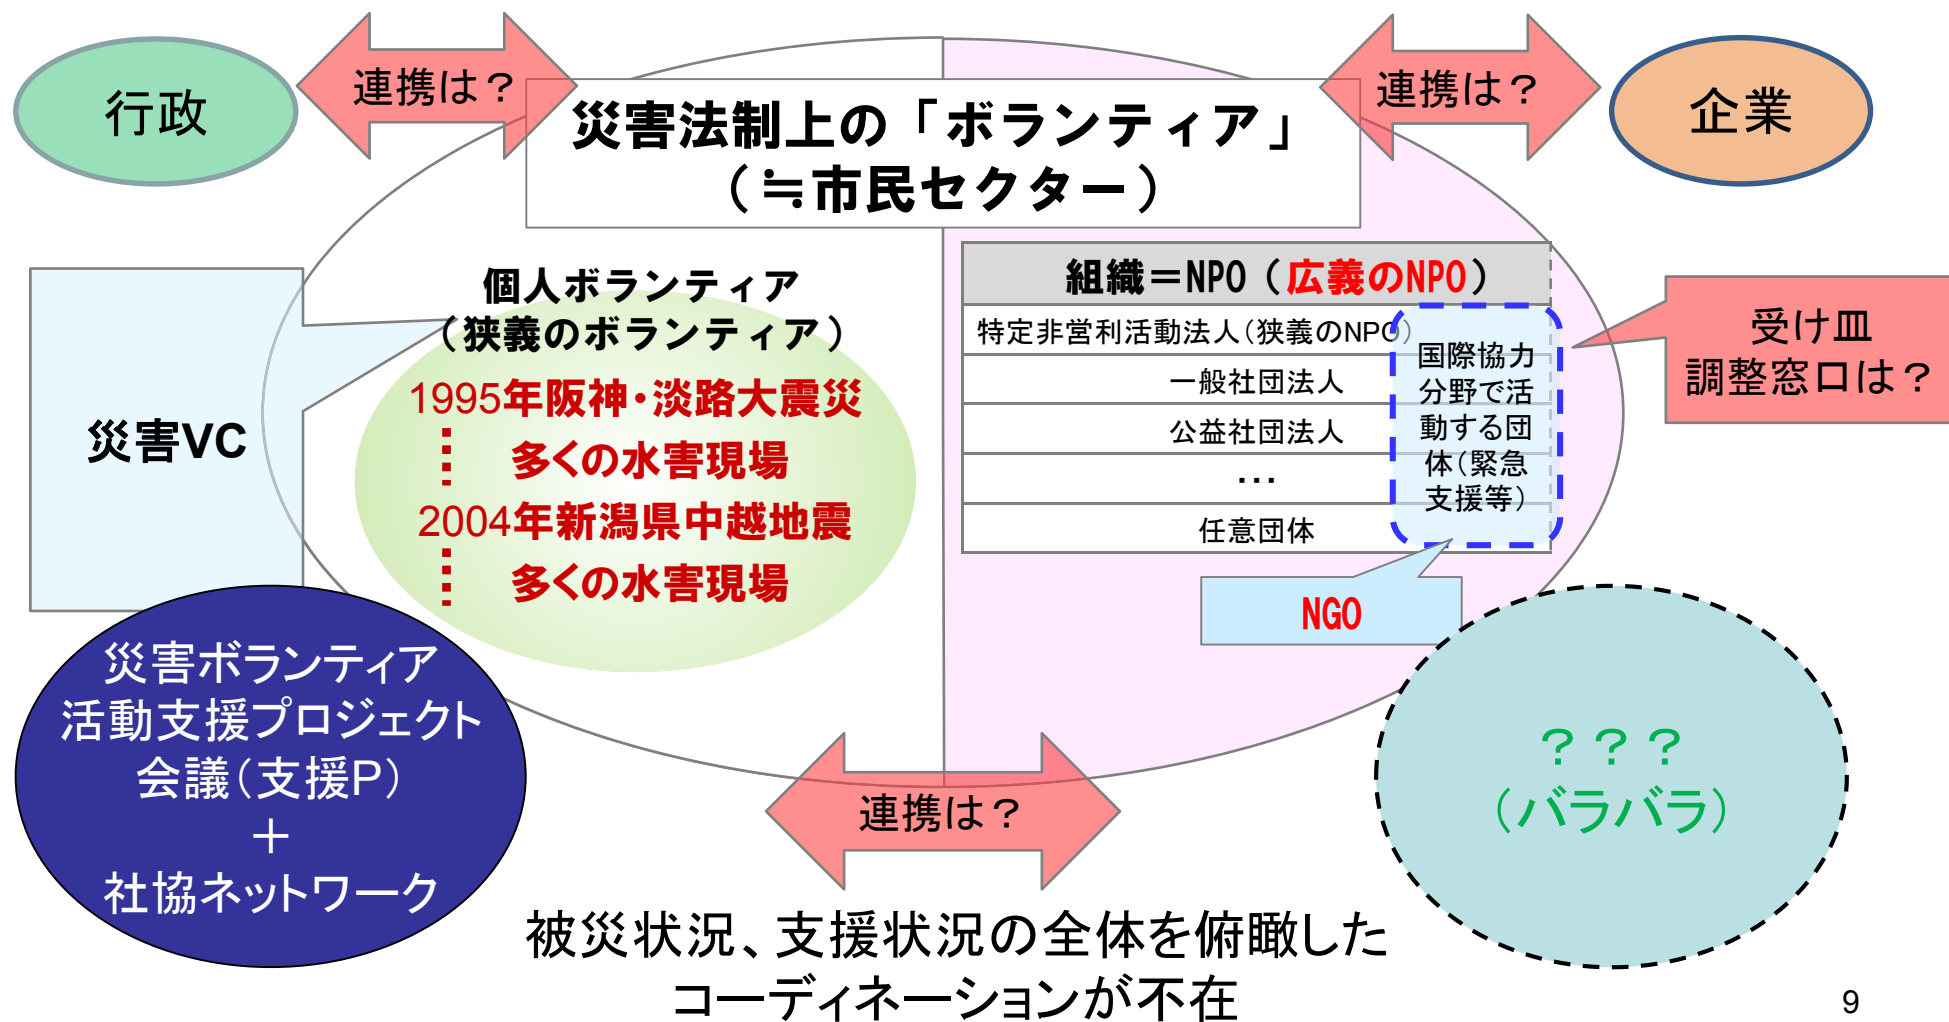 行政
連携は？
連携は？
企業
災害法制上の「ボランティア」
（≒市民セクター）
災害VC
個人ボランティア
（狭義のボランティア）
1995年阪神・淡路大震災
多くの水害現場
2004年新潟県中越地震
多くの水害現場
組織＝NPO（広義のNPO）
特定非営利活動法人（狭義のNPO）
一般社団法人
公益社団法人
…
任意団体
国際協力
分野で活
動する団
体（緊急
支援等）
NGO
受け皿
調整窓口は？
災害ボランティア
活動支援プロジェクト
会議（支援P）
＋
社協ネットワーク
連携は？
？？？
（バラバラ）
被災状況、支援状況の全体を俯瞰した
コーディネーションが不在
9